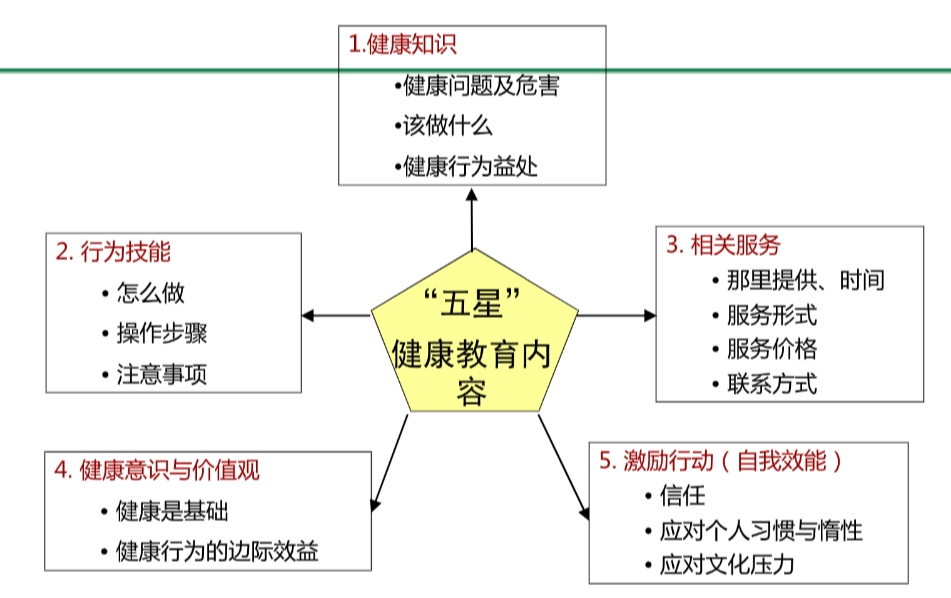 1.健康知识
•健康问题及危害
•该做什么
•健康行为益处
2. 行为技能
• 怎么做
• 操作步骤
• 注意事项
3. 相关服务
• 那里提供、时间
• 服务形式
• 服务价格
• 联系方式
“五星”
健康教育内
容
4. 健康意识与价值观
• 健康是基础
• 健康行为的边际效益
5. 激励行动（自我效能）
• 信任
• 应对个人习惯与惰性
• 应对文化压力